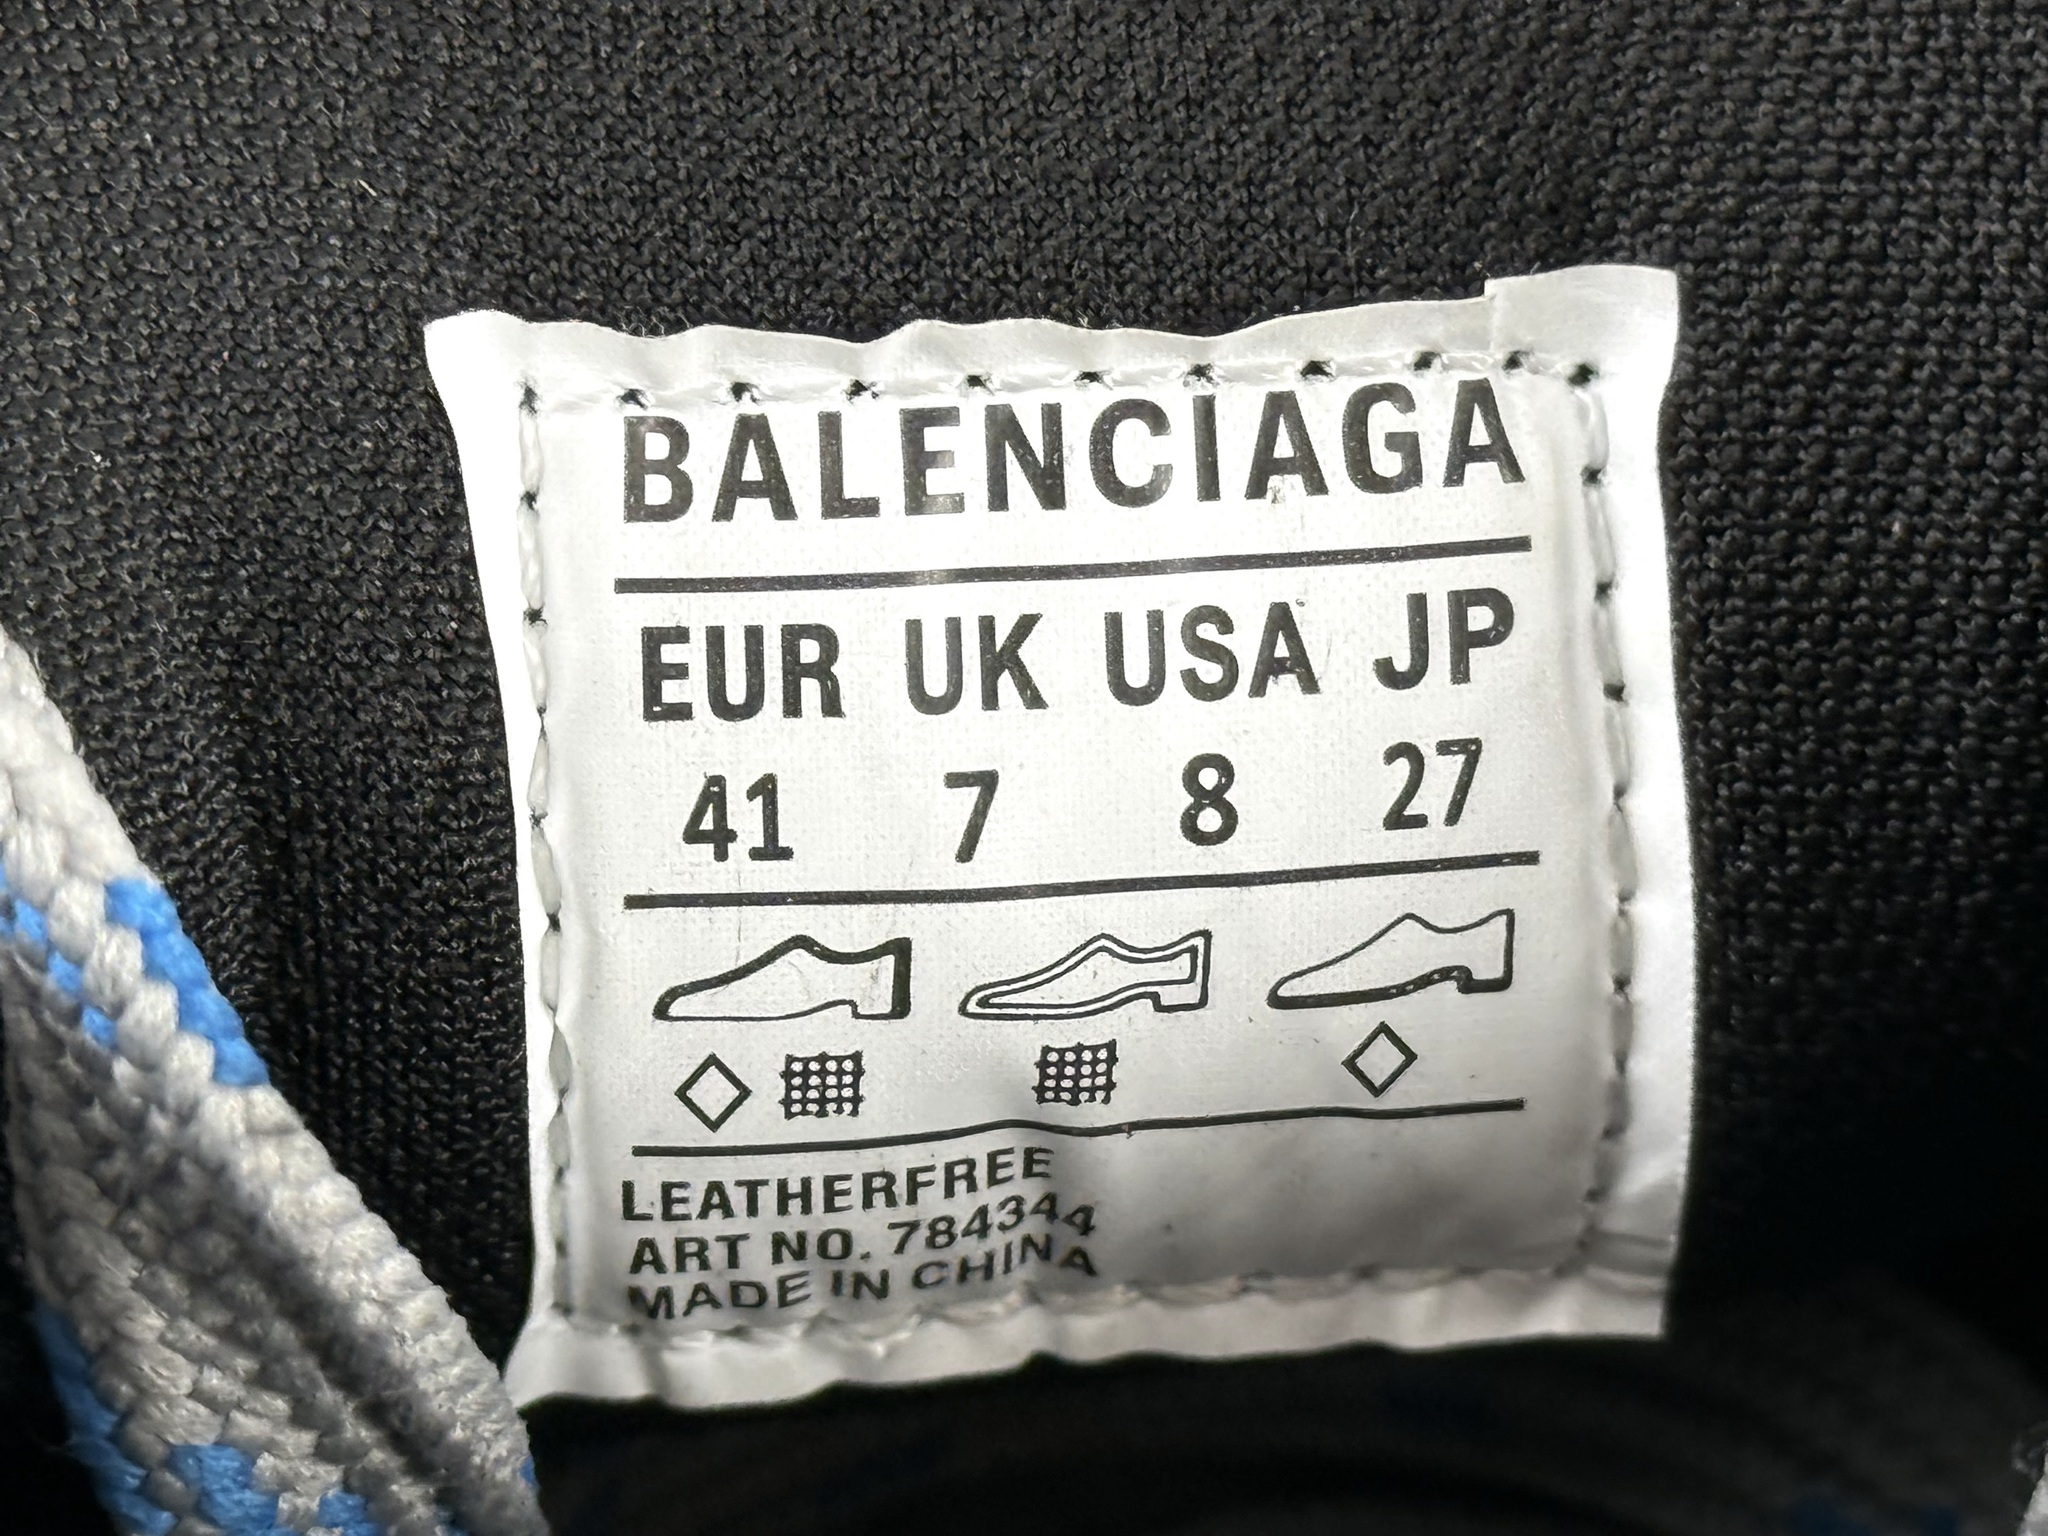 BALENCIAGA
EUR UK USA JP
41 7 8 27
LEATHERFREE
ART NO. 784344
MADE IN CHINA